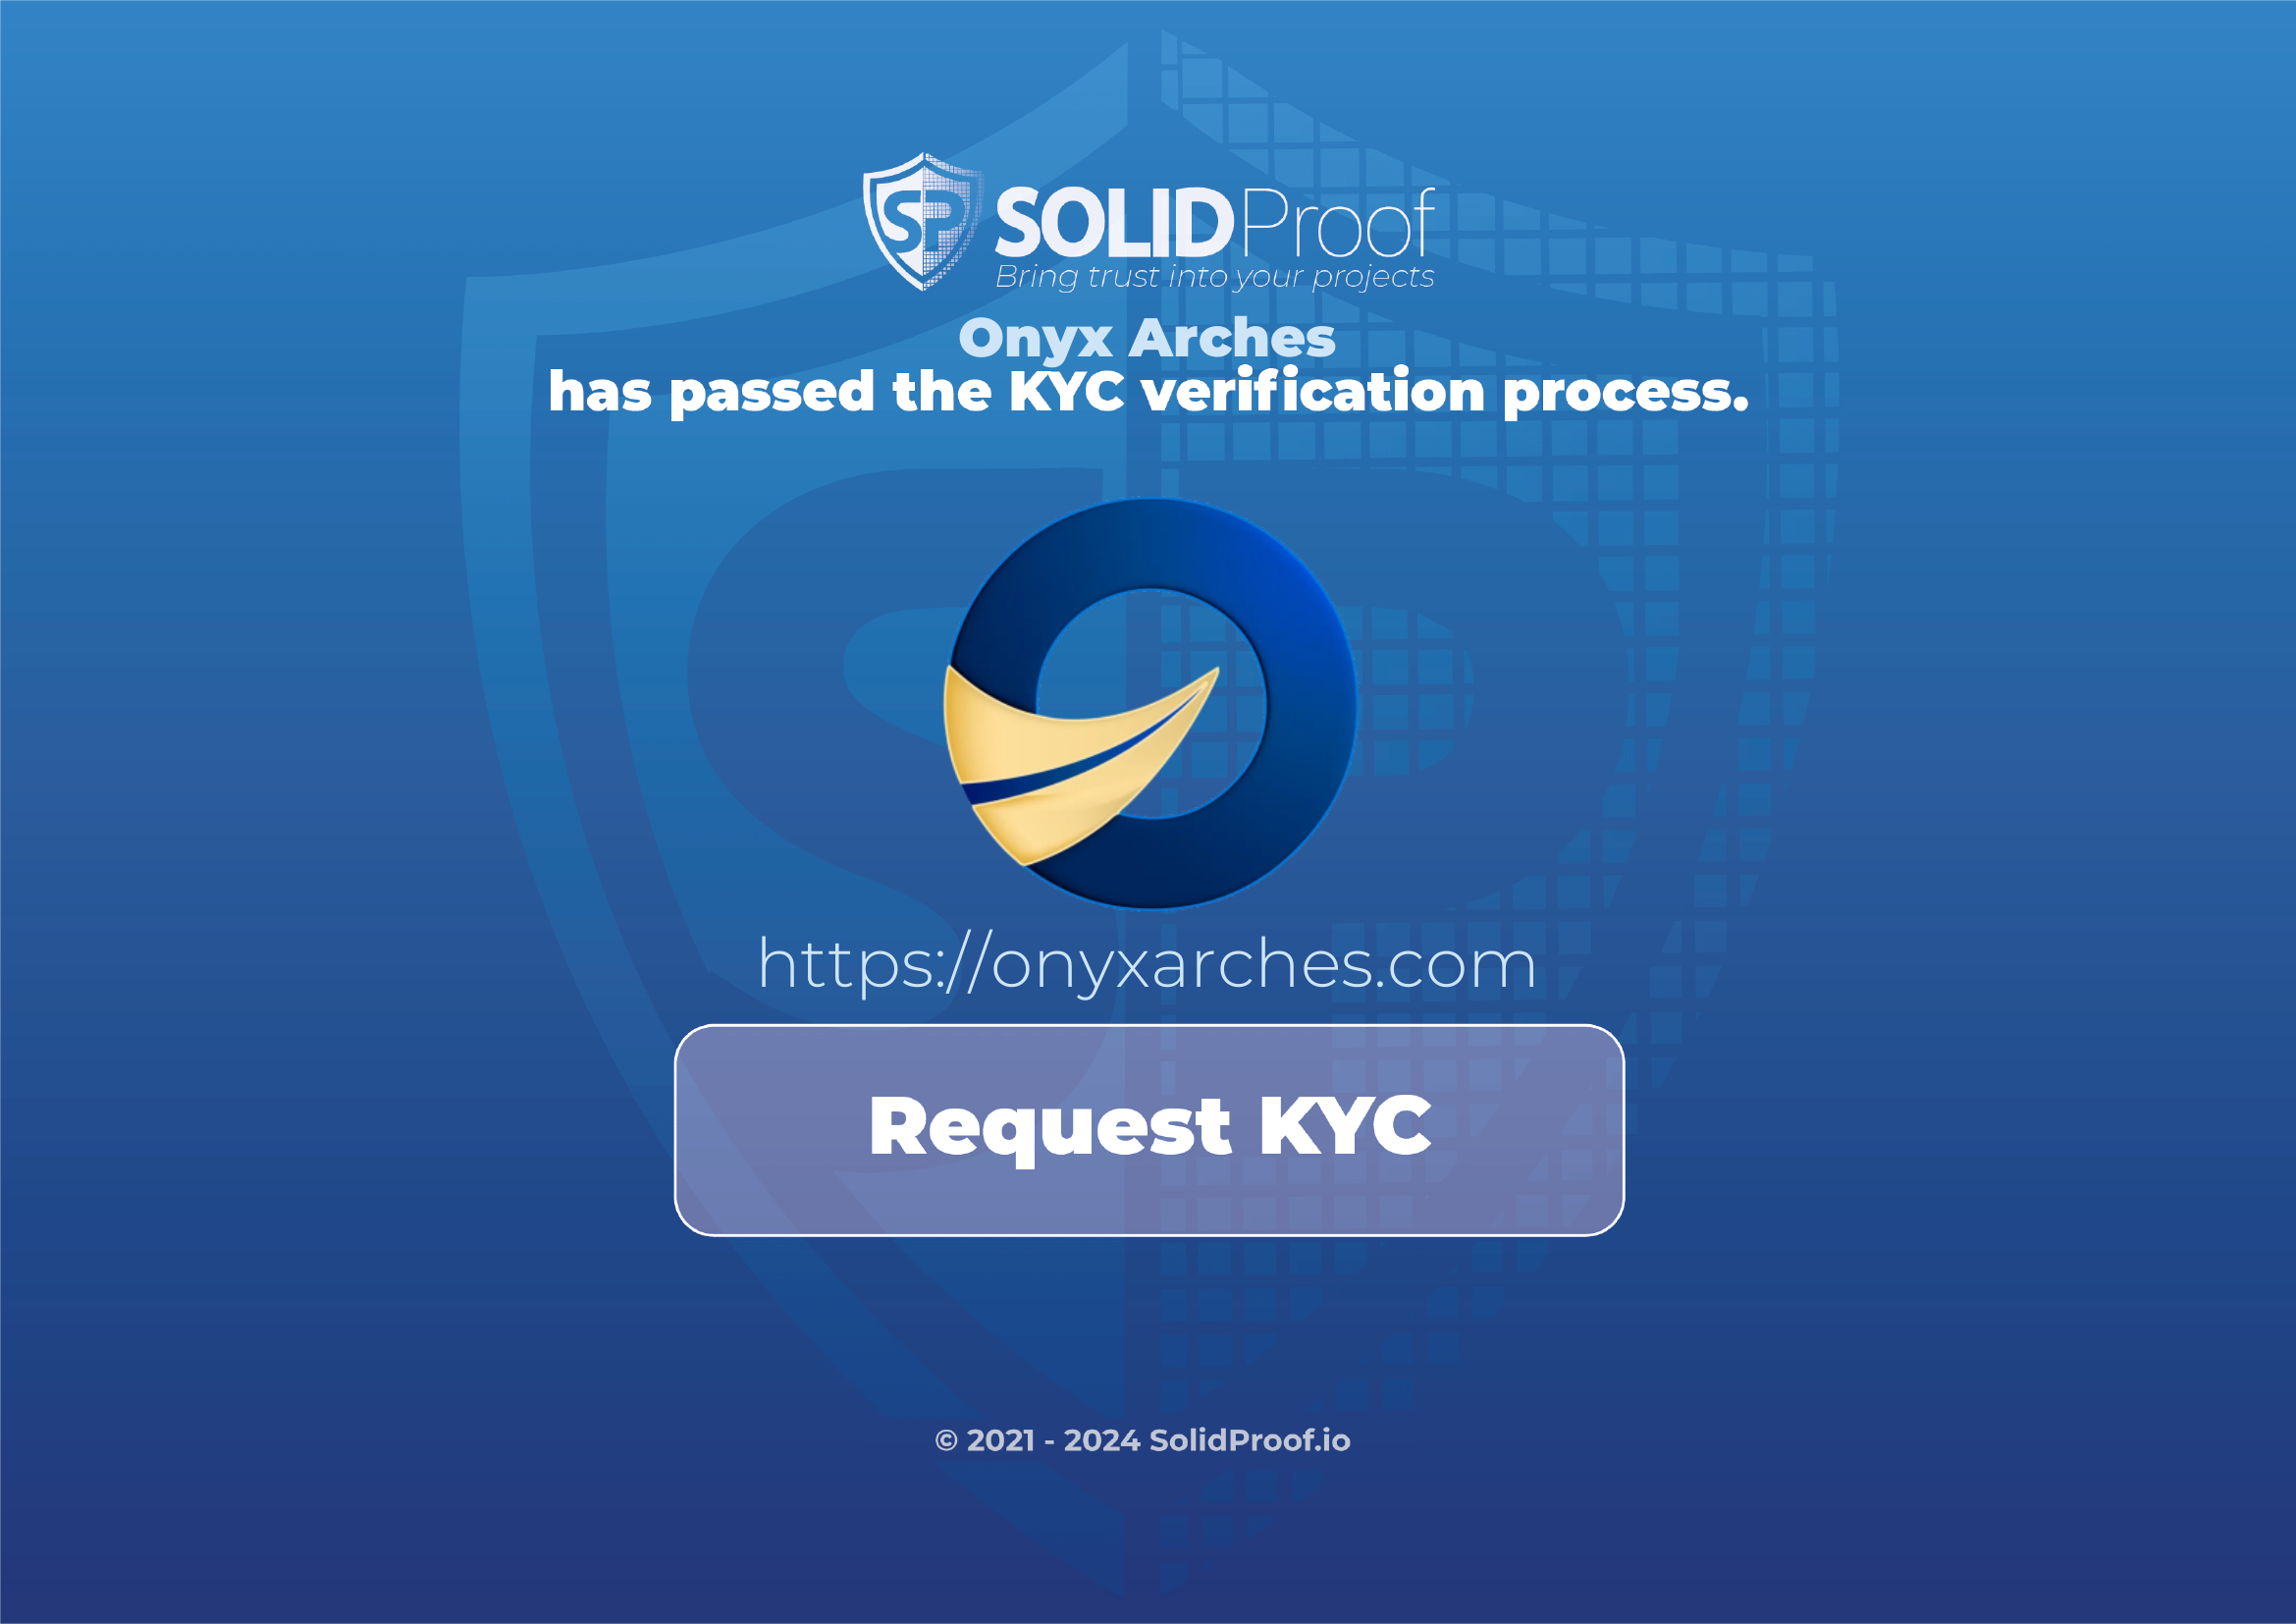 SP SOLIDProof
Bring trust into your projects
Onyx Arches
has passed the KYC verification process.
https://onyxarches.com
Request KYC
© 2021 - 2024 SolidProof.io